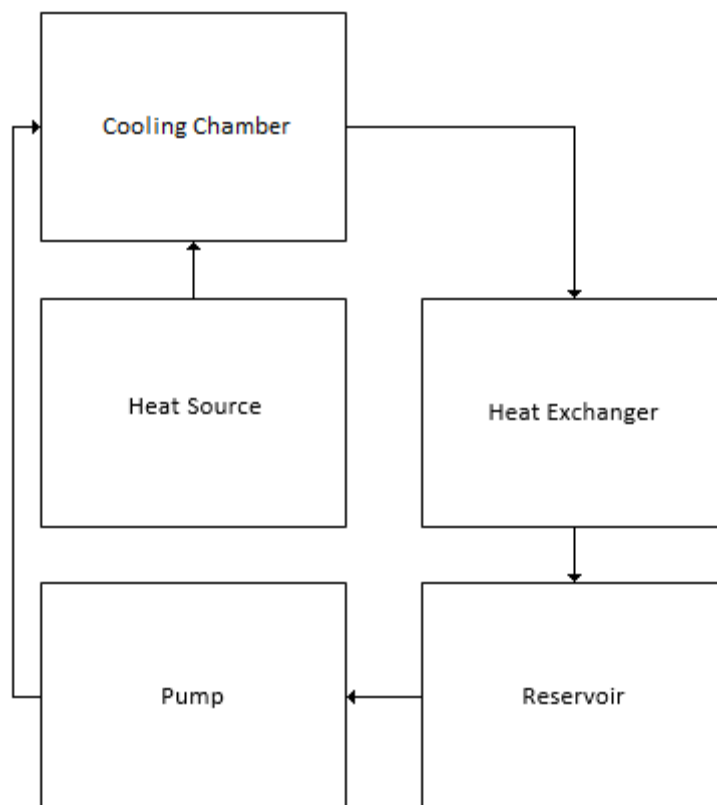 Cooling Chamber
Heat Source
Heat Exchanger
Pump
Reservoir